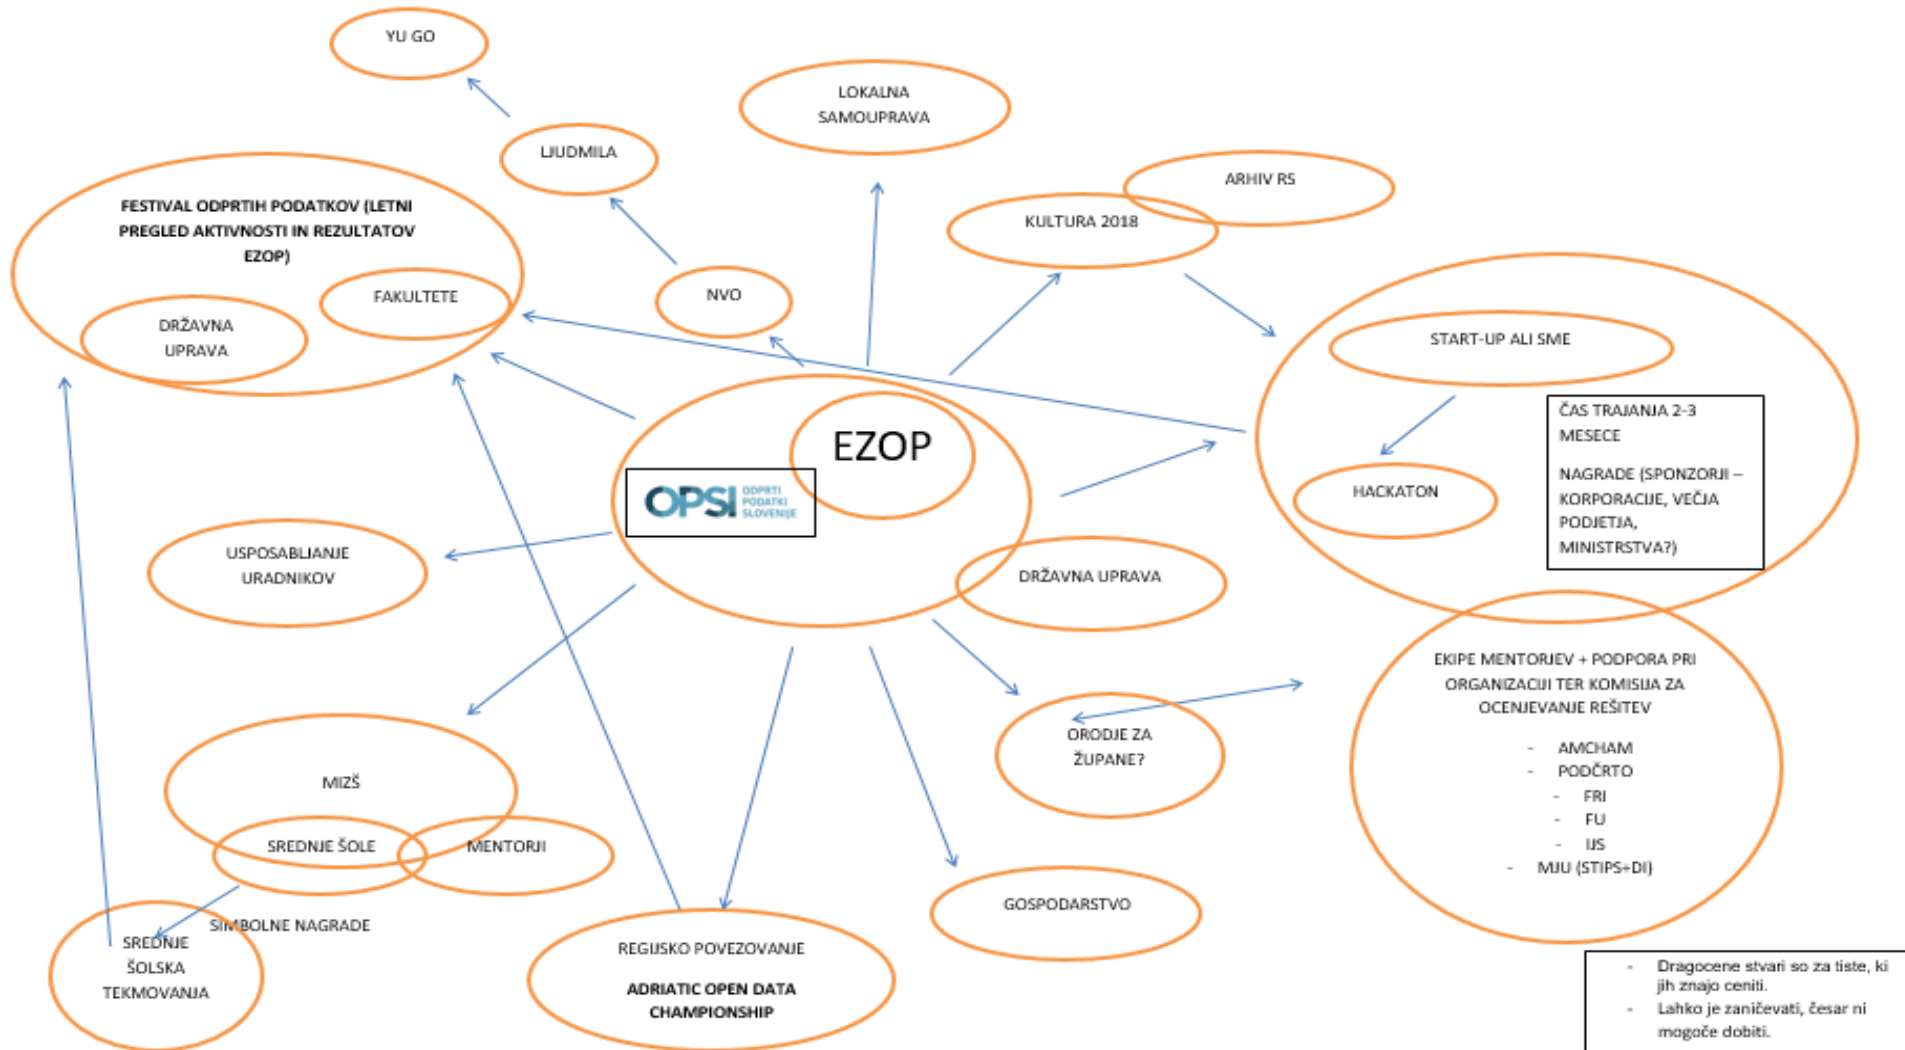 YU GO
LOKALNA
SAMOUPRAVA
LJUDMILA
ARHIV RS
KULTURA 2018
FESTIVAL ODPRTIH PODATKOV (LETNI
PREGLED AKTIVNOSTI IN REZULTATOV
EZOP)
FAKULTETE
DRŽAVNA
UPRAVA
NVO
START-UP ALI SME
ČAS TRAJANJA 2-3
MESECE
NAGRADE (SPONZORJI –
KORPORACIJE, VEČJA
PODJETJA,
MINISTRSTVA?)
HACKATON
EZOP
OPSI
ODPRTI
PODATKI
SLOVENIJE
USPOSABLJANJE
URADNIKOV
DRŽAVNA UPRAVA
EKIPE MENTORJEV + PODPORA PRI
ORGANIZACIJI TER KOMISIJA ZA
OCENJEVANJE REŠITEV
- AMCHAM
- PODČRTO
- FRI
- FU
- IJS
- MJU (STIPS+DI)
ORODJE ZA
ŽUPANE?
MIZŠ
SREDNJE ŠOLE
MENTORJI
GOSPODARSTVO
SIMBOLNE NAGRADE
SREDNJE
ŠOLSKA
TEKMOVANJA
REGIJSKO POVEZOVANJE
ADRIATIC OPEN DATA
CHAMPIONSHIP
- Dragocene stvari so za tiste, ki
jih znajo ceniti.
- Lahko je zaničevati, česar ni
mogoče dobiti.